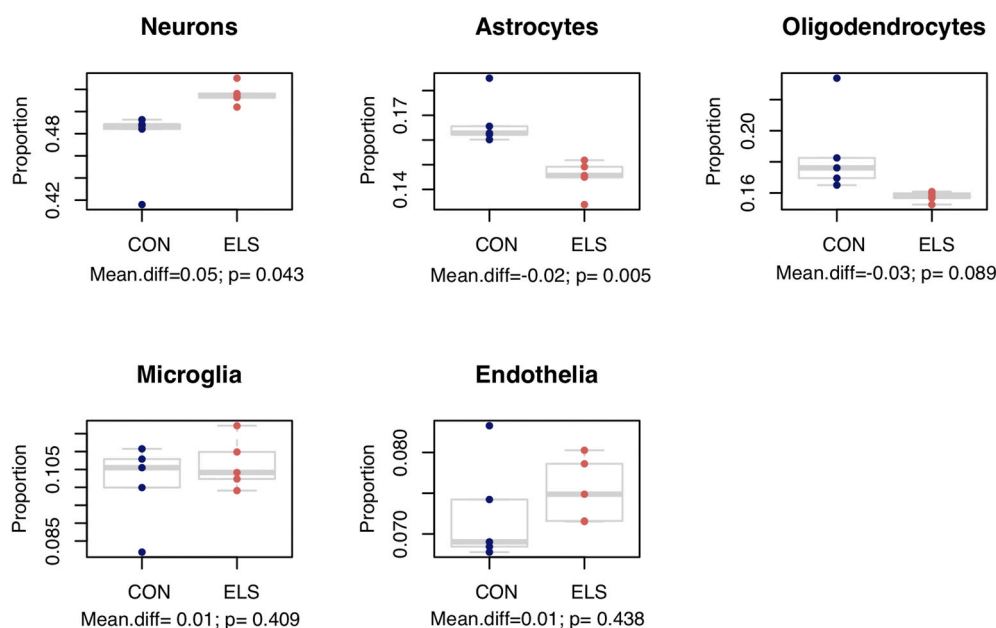 Neurons
Astrocytes
Oligodendrocytes
Proportion
0.48
0.42
CON
ELS
Mean.diff=0.05; p= 0.043
Proportion
0.17
0.14
CON
ELS
Mean.diff=-0.02; p= 0.005
Proportion
0.20
0.16
CON
ELS
Mean.diff=-0.03; p= 0.089
Microglia
Endothelia
Proportion
0.105
0.085
CON
ELS
Mean.diff= 0.01; p= 0.409
Proportion
0.080
0.070
CON
ELS
Mean.diff=0.01; p= 0.438